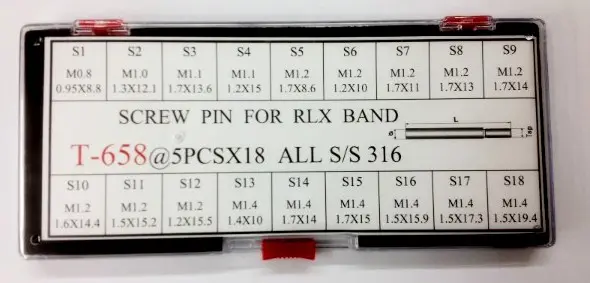 S1 S2 S3 S4 S5 S6 S7 S8 S9
M0.8 M1.0 M1.1 M1.1 M1.2 M1.2 M1.2 M1.2 M1.2
0.95X8.8 1.3X12.1 1.7X13.6 1.2X15 1.7X8.6 1.2X10 1.7X11 1.7X13 1.7X14
SCREW PIN FOR RLX BAND
L
Ø
Tap
T-658@5PCSX18 ALL S/S 316
S10 S11 S12 S13 S14 S15 S16 S17 S18
M1.2 M1.2 M1.2 M1.4 M1.4 M1.4 M1.4 M1.4 M1.4
1.6X14.4 1.5X15.2 1.2X15.5 1.4X10 1.7X14 1.7X15 1.5X15.9 1.5X17.3 1.5X19.4